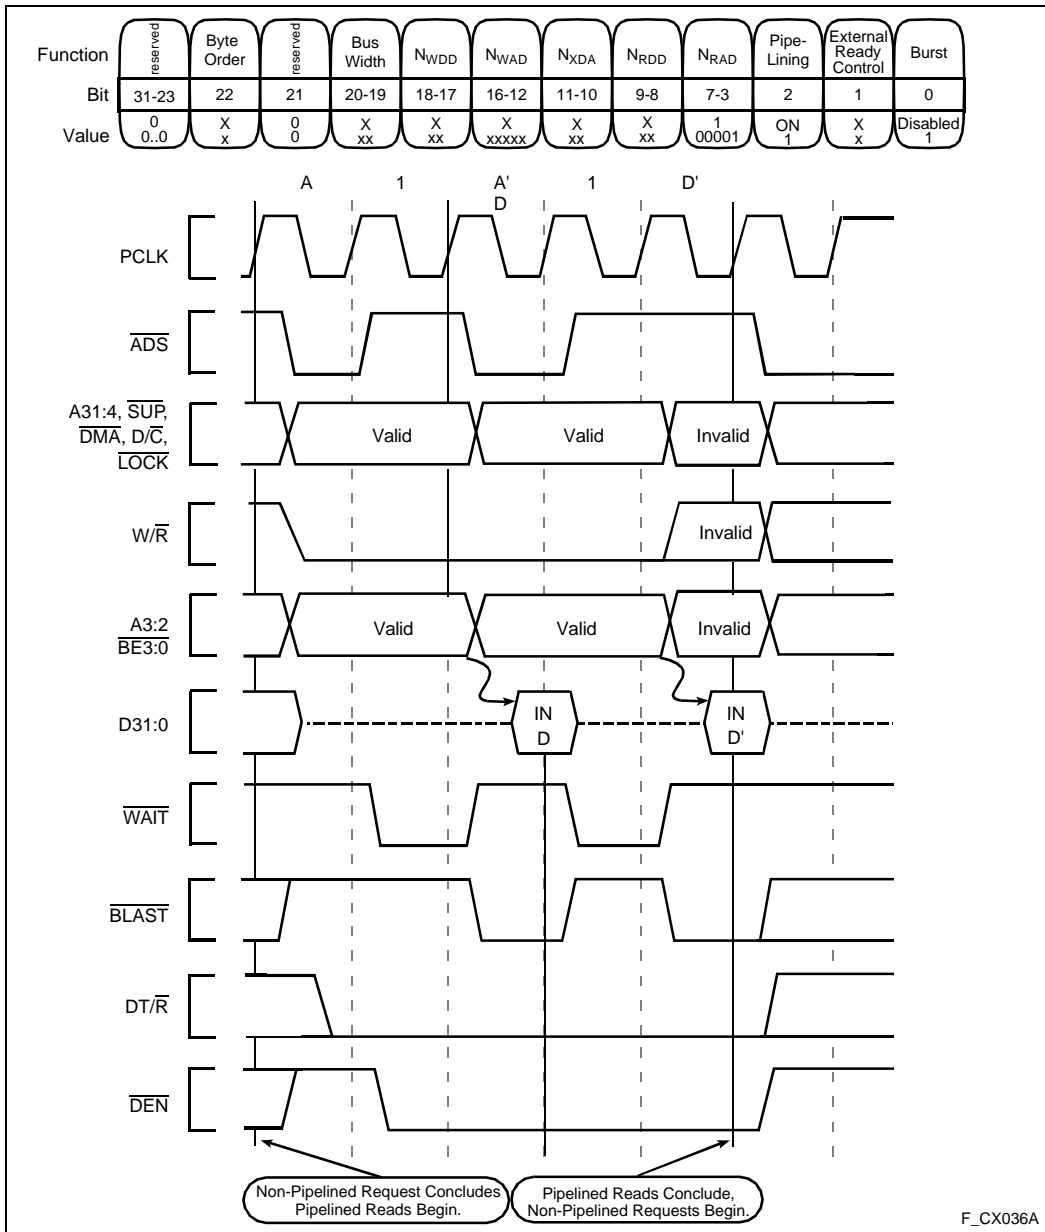 Function reserved Byte Order reserved Bus Width NWDD NWAD NXDA NRDD NRAD Pipe-Lining External Ready Control Burst
Bit 31-23 22 21 20-19 18-17 16-12 11-10 9-8 7-3 2 1 0
Value 0 X 0 X X X X X 1 ON X Disabled
0..0 x 0 xx xx xxxxx xx xx 00001 1 x 1
A 1 A' 1 D'
D
PCLK
ADS
A31:4, SUP,
DMA, D/C,
LOCK
Valid Valid Invalid
W/R
Invalid
A3:2
BE3:0
Valid Valid Invalid
D31:0
IN IN
D D'
WAIT
BLAST
DT/R
DEN
Non-Pipelined Request Concludes
Pipelined Reads Begin.
Pipelined Reads Conclude,
Non-Pipelined Requests Begin.
F_CX036A